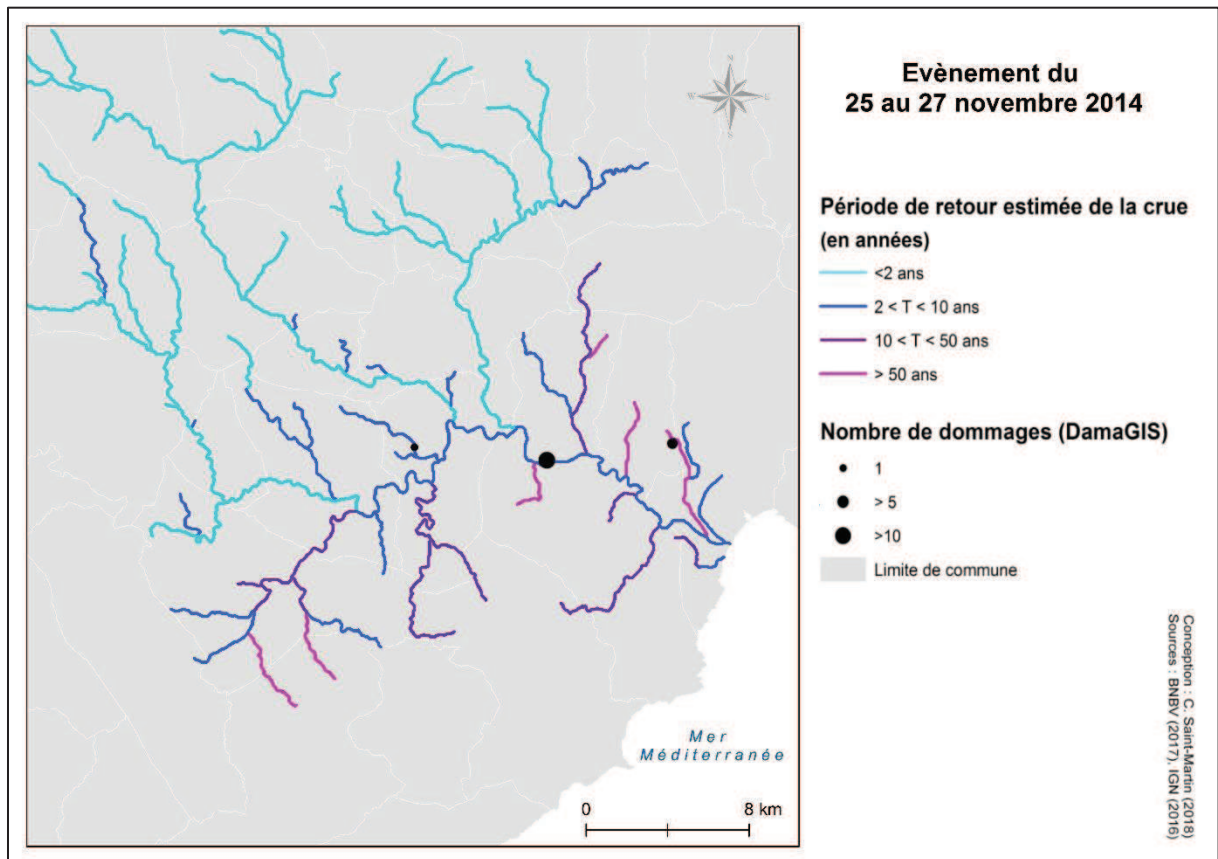 N
W
E
S
Mer
Méditerranée
0
8 km
Evènement du
25 au 27 novembre 2014
Période de retour estimée de la crue
(en années)
<2 ans
2 < T < 10 ans
10 < T < 50 ans
> 50 ans
Nombre de dommages (DamaGIS)
1
> 5
>10
Limite de commune
Conception : C. Saint-Martin (2018)
Sources : BNBV (2017), IGN (2016)